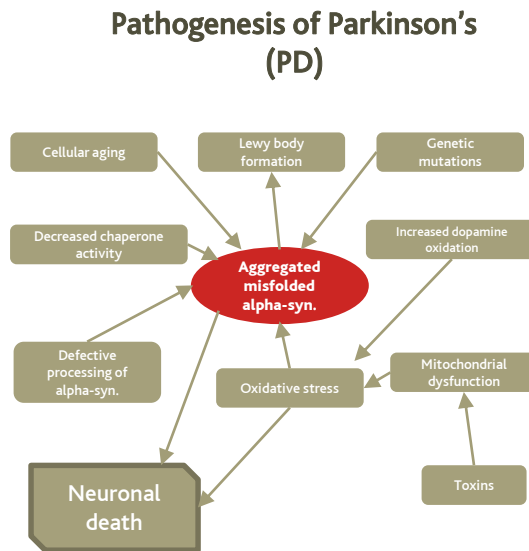 Pathogenesis of Parkinson's
(PD)
Cellular aging
Lewy body
formation
Genetic
mutations
Decreased chaperone
activity
Increased dopamine
oxidation
Aggregated
misfolded
alpha-syn.
Defective
processing of
alpha-syn.
Oxidative stress
Mitochondrial
dysfunction
Neuronal
death
Toxins